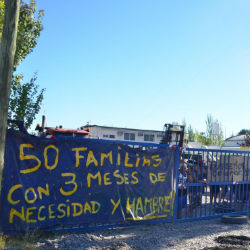 50 FAMILIAS
CON 3 MESES DE
NECESIDAD Y HAMBRE